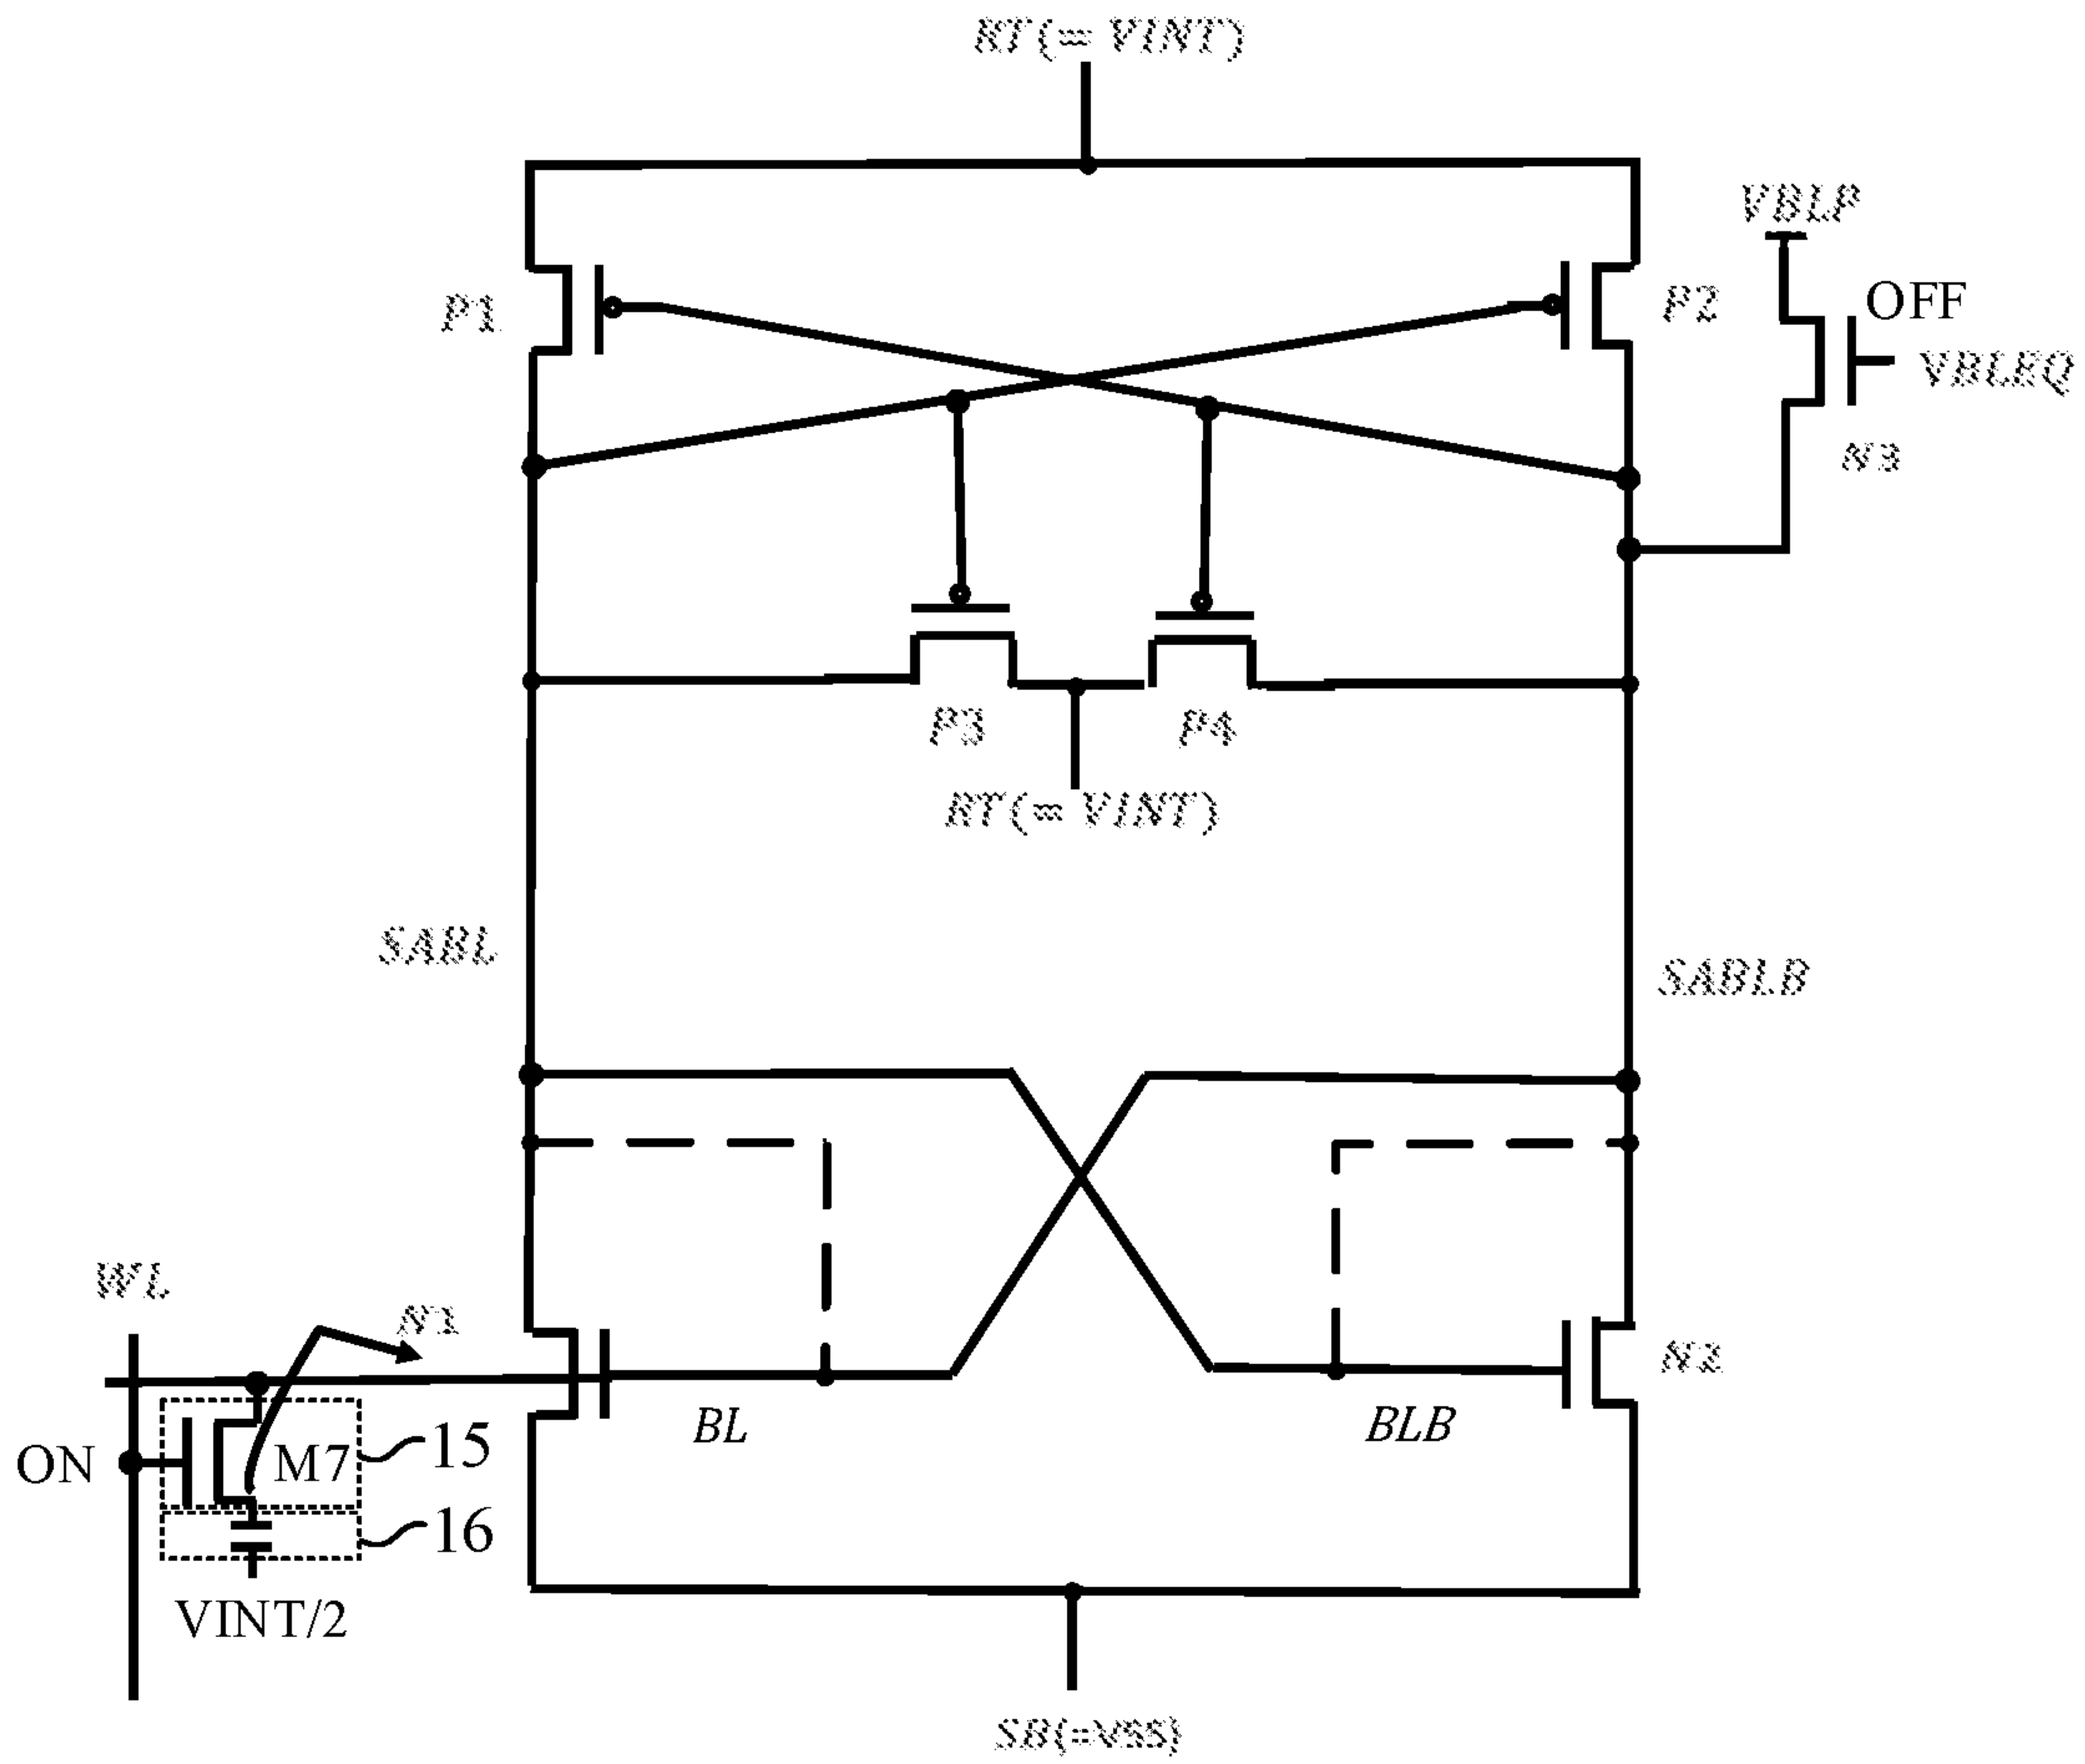 RT(= VINT)
VBLP
P1
P2
OFF
VBLEQ
N3
P3
P4
RT(= VINT)
SABL
SABLB
WL
N1
N2
BL
BLB
ON
M7
15
16
VINT/2
SB(=VSS)